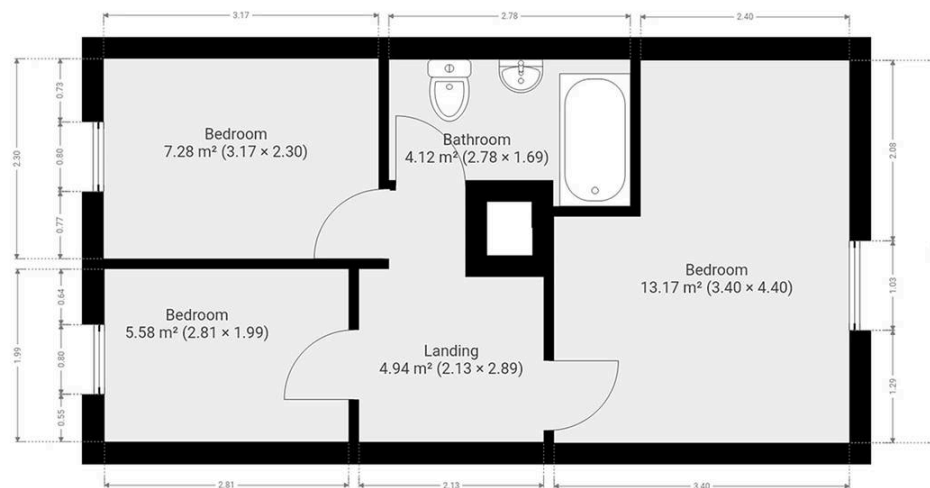 3.17
2.78
2.40
0.73
2.30
0.80
0.77
Bedroom
7.28 m² (3.17 × 2.30)
Bathroom
4.12 m² (2.78 × 1.69)
2.08
Bedroom
13.17 m² (3.40 × 4.40)
1.03
0.64
1.99
0.80
0.55
Bedroom
5.58 m² (2.81 × 1.99)
Landing
4.94 m² (2.13 × 2.89)
1.29
2.81
2.13
3.40